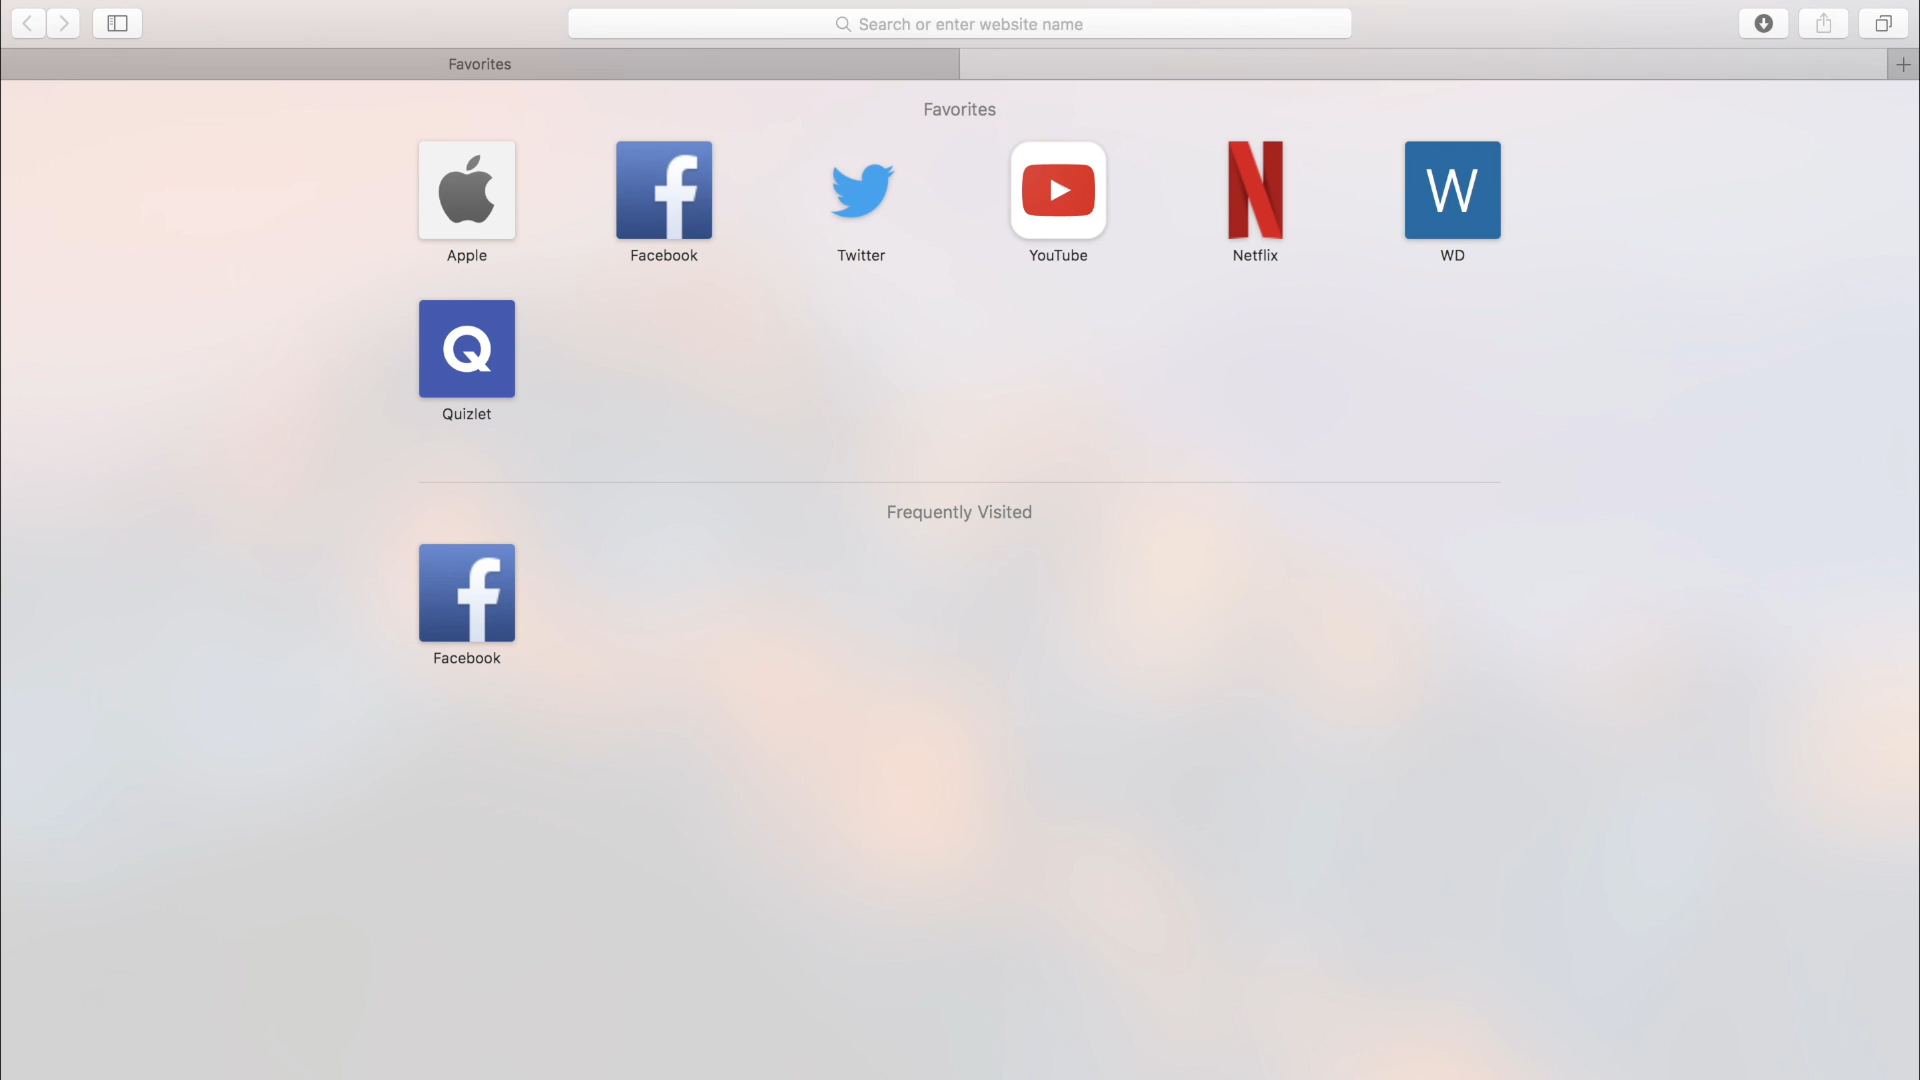 Search or enter website name
Favorites
Favorites
Apple
Facebook
Twitter
YouTube
Netflix
W
WD
Q
Quizlet
Frequently Visited
Facebook